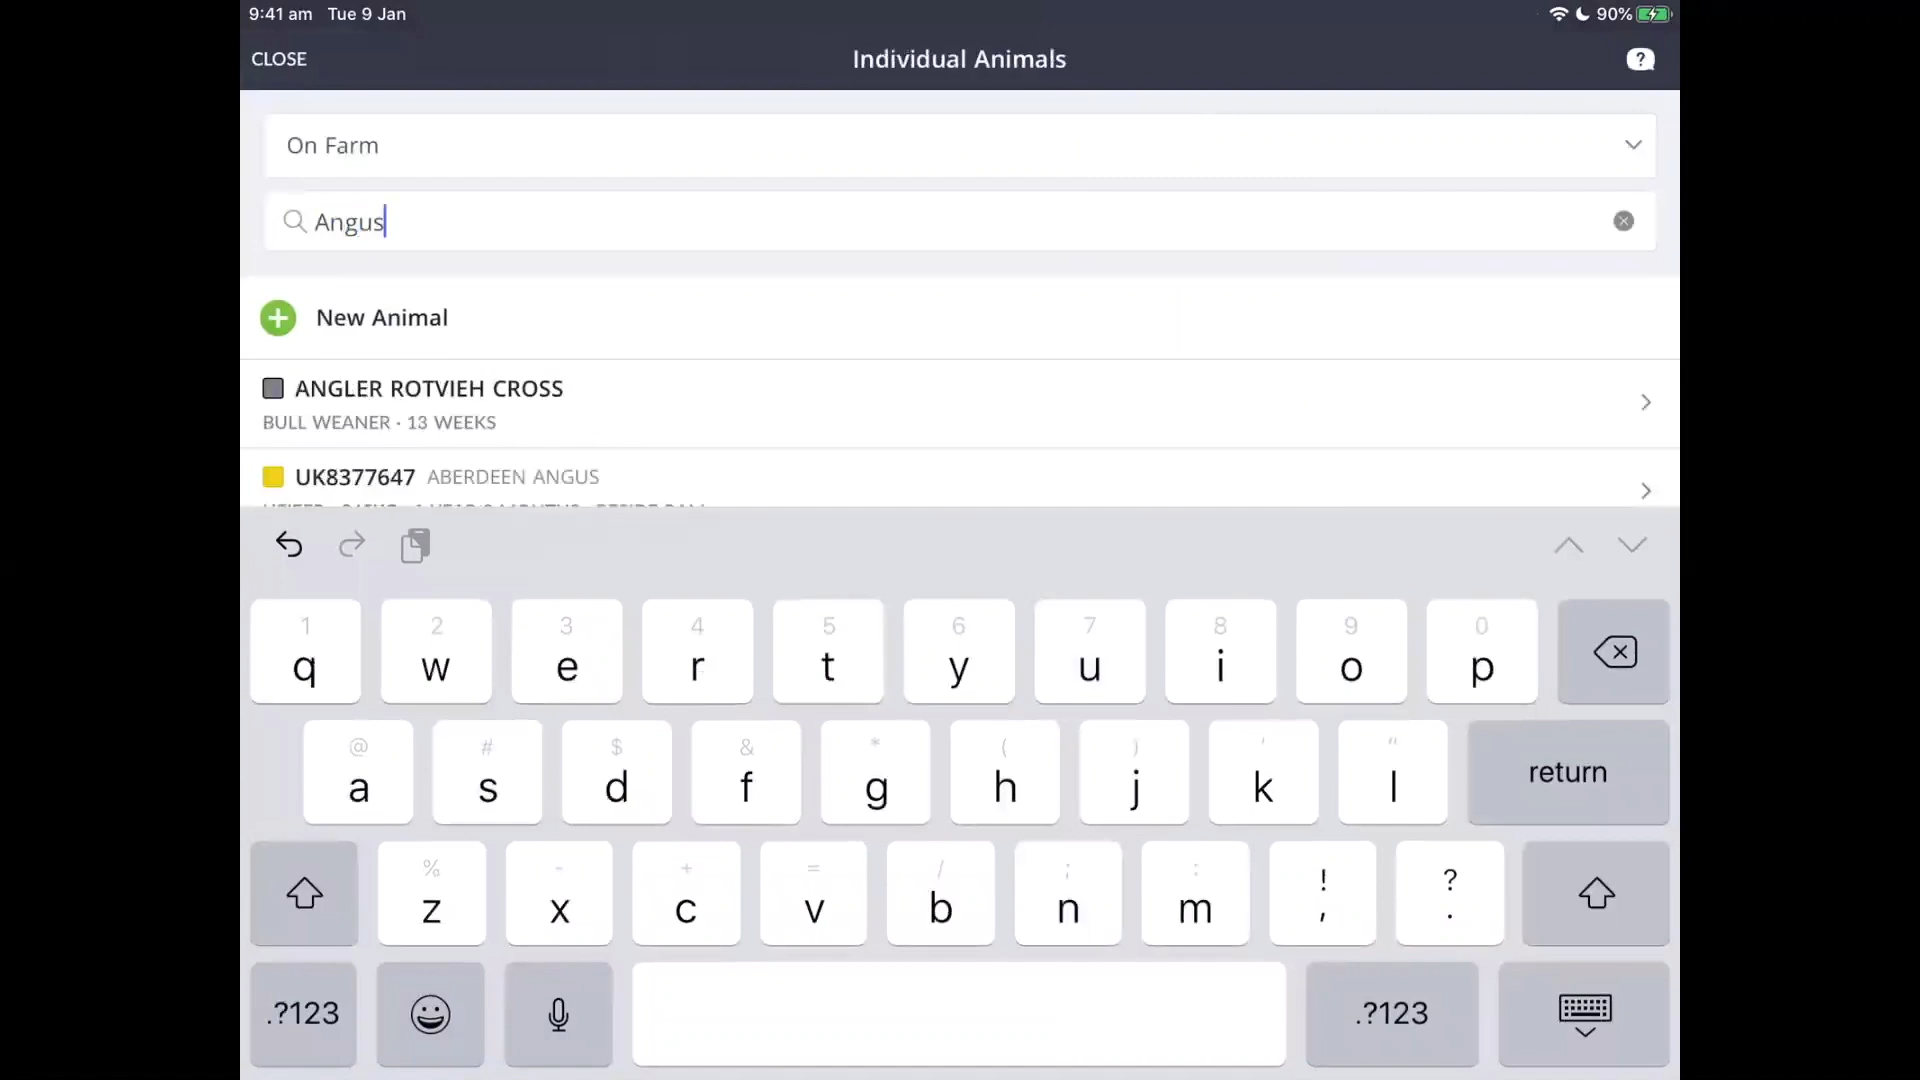 9:41 am Tue 9 Jan 90%
CLOSE Individual Animals ?
On Farm
Angus
New Animal
ANGLER ROTVIEH CROSS
BULL WEANER · 13 WEEKS
UK8377647 ABERDEEN ANGUS
1 2 3 4 5 6 7 8 9 0
q w e r t y u i o p
@ # $ & * ( ) ' "
a s d f g h j k l return
% - + = / ; : ! ?
z x c v b n m , .
.?123 .?123